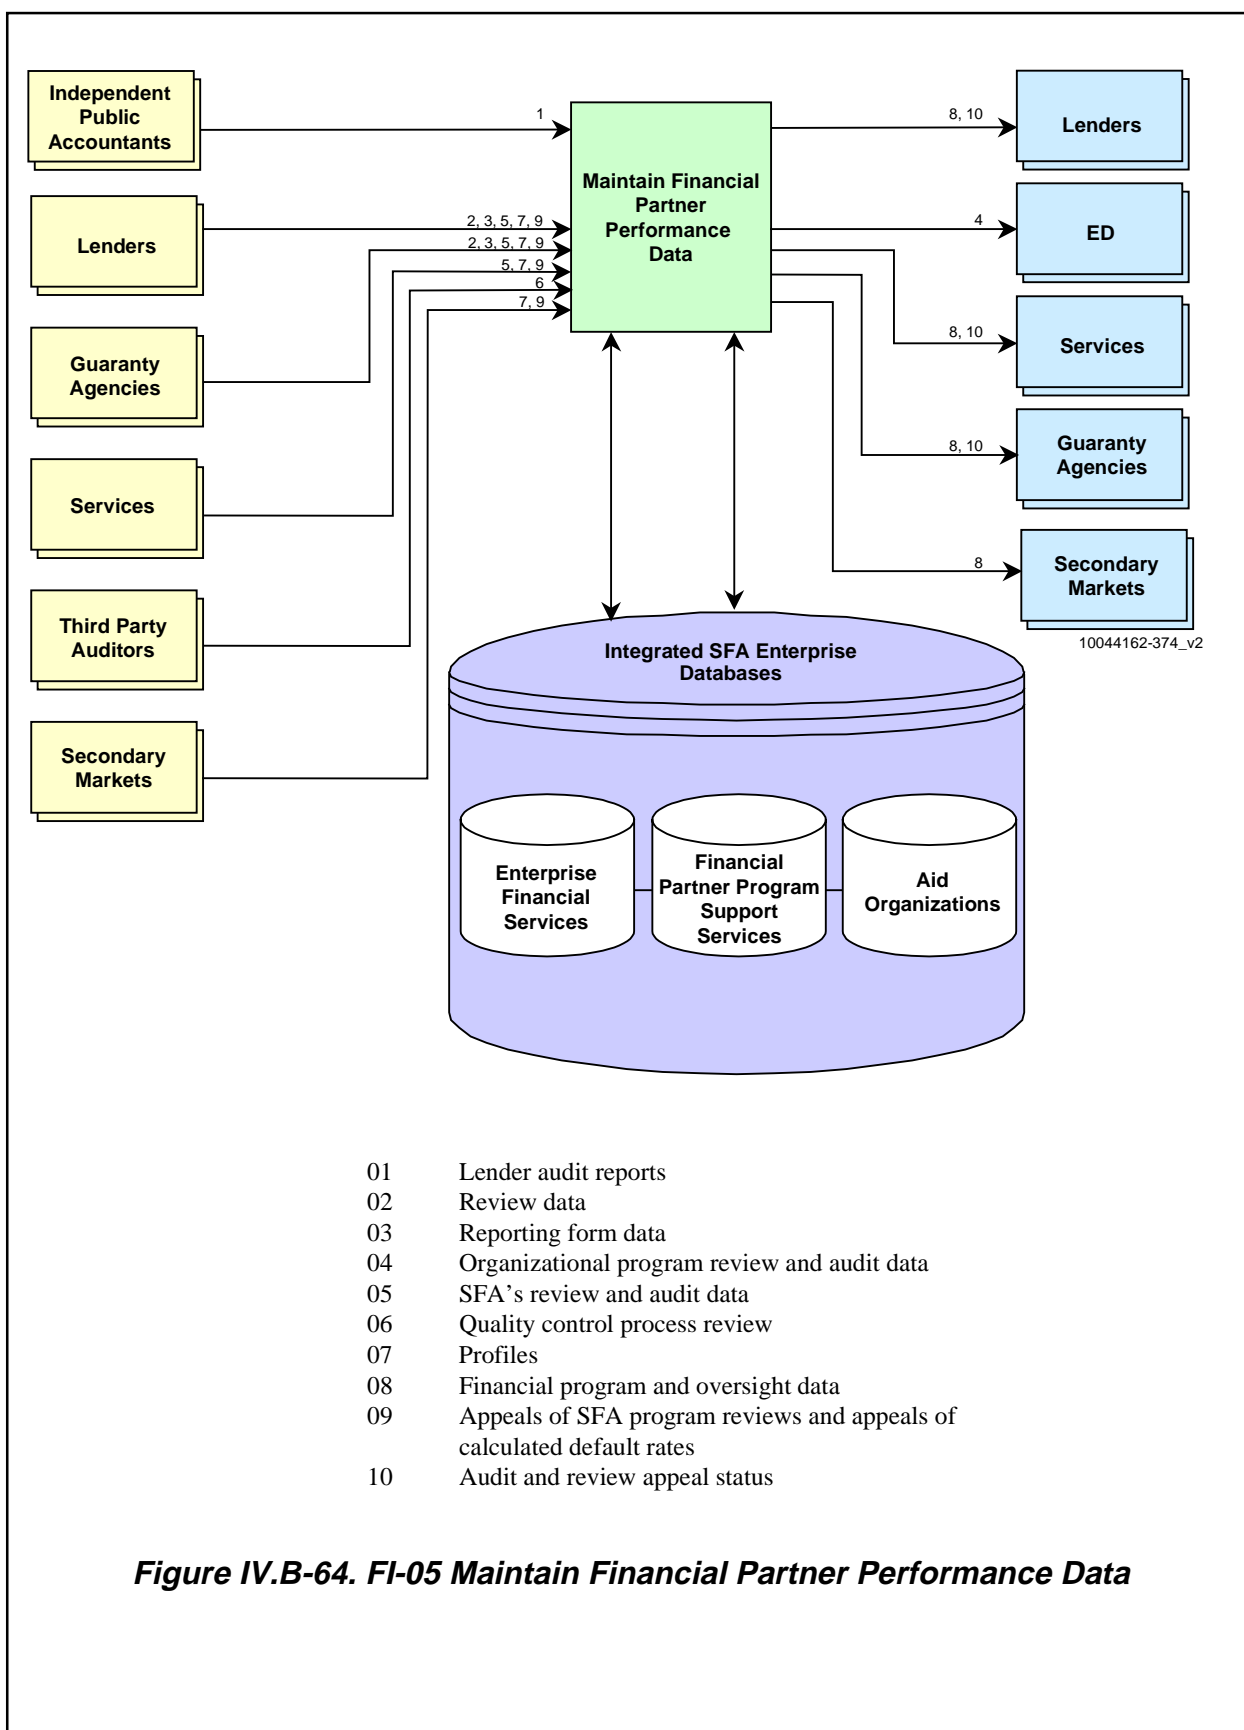 Independent
Public
Accountants
Lenders
Guaranty
Agencies
Services
Third Party
Auditors
Secondary
Markets
1
2, 3, 5, 7, 9
2, 3, 5, 7, 9
5, 7, 9
6
7, 9
Maintain Financial
Partner
Performance
Data
8, 10
4
8, 10
8, 10
8
Lenders
ED
Services
Guaranty
Agencies
Secondary
Markets
10044162-374_v2
Integrated SFA Enterprise
Databases
Enterprise
Financial
Services
Financial
Partner Program
Support
Services
Aid
Organizations
01 Lender audit reports
02 Review data
03 Reporting form data
04 Organizational program review and audit data
05 SFA's review and audit data
06 Quality control process review
07 Profiles
08 Financial program and oversight data
09 Appeals of SFA program reviews and appeals of
calculated default rates
10 Audit and review appeal status
Figure IV.B-64. FI-05 Maintain Financial Partner Performance Data